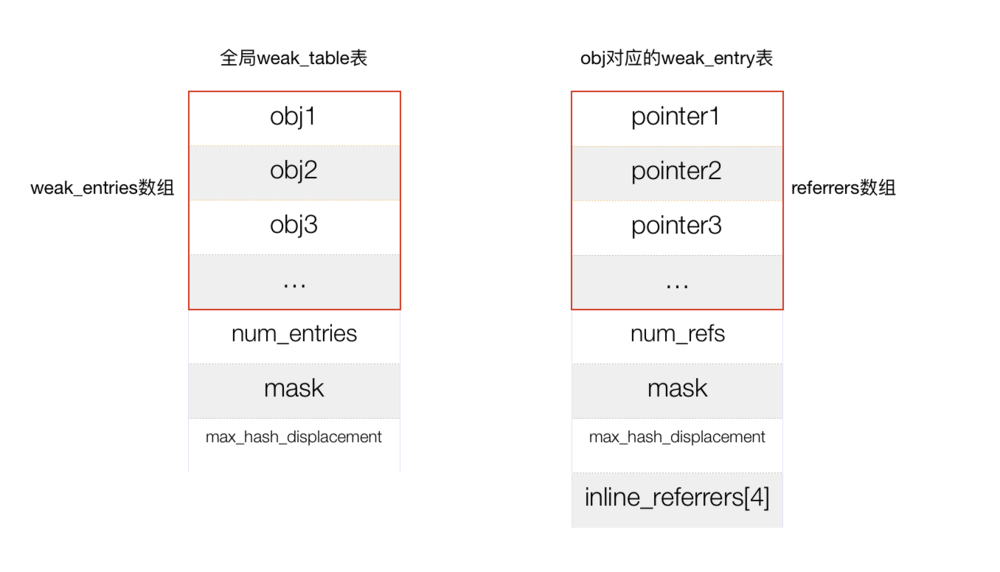 全局weak_table表
obj对应的weak_entry表
weak_entries数组
obj1
obj2
obj3
...
num_entries
mask
max_hash_displacement
pointer1
pointer2
pointer3
...
referrers数组
num_refs
mask
max_hash_displacement
inline_referrers[4]